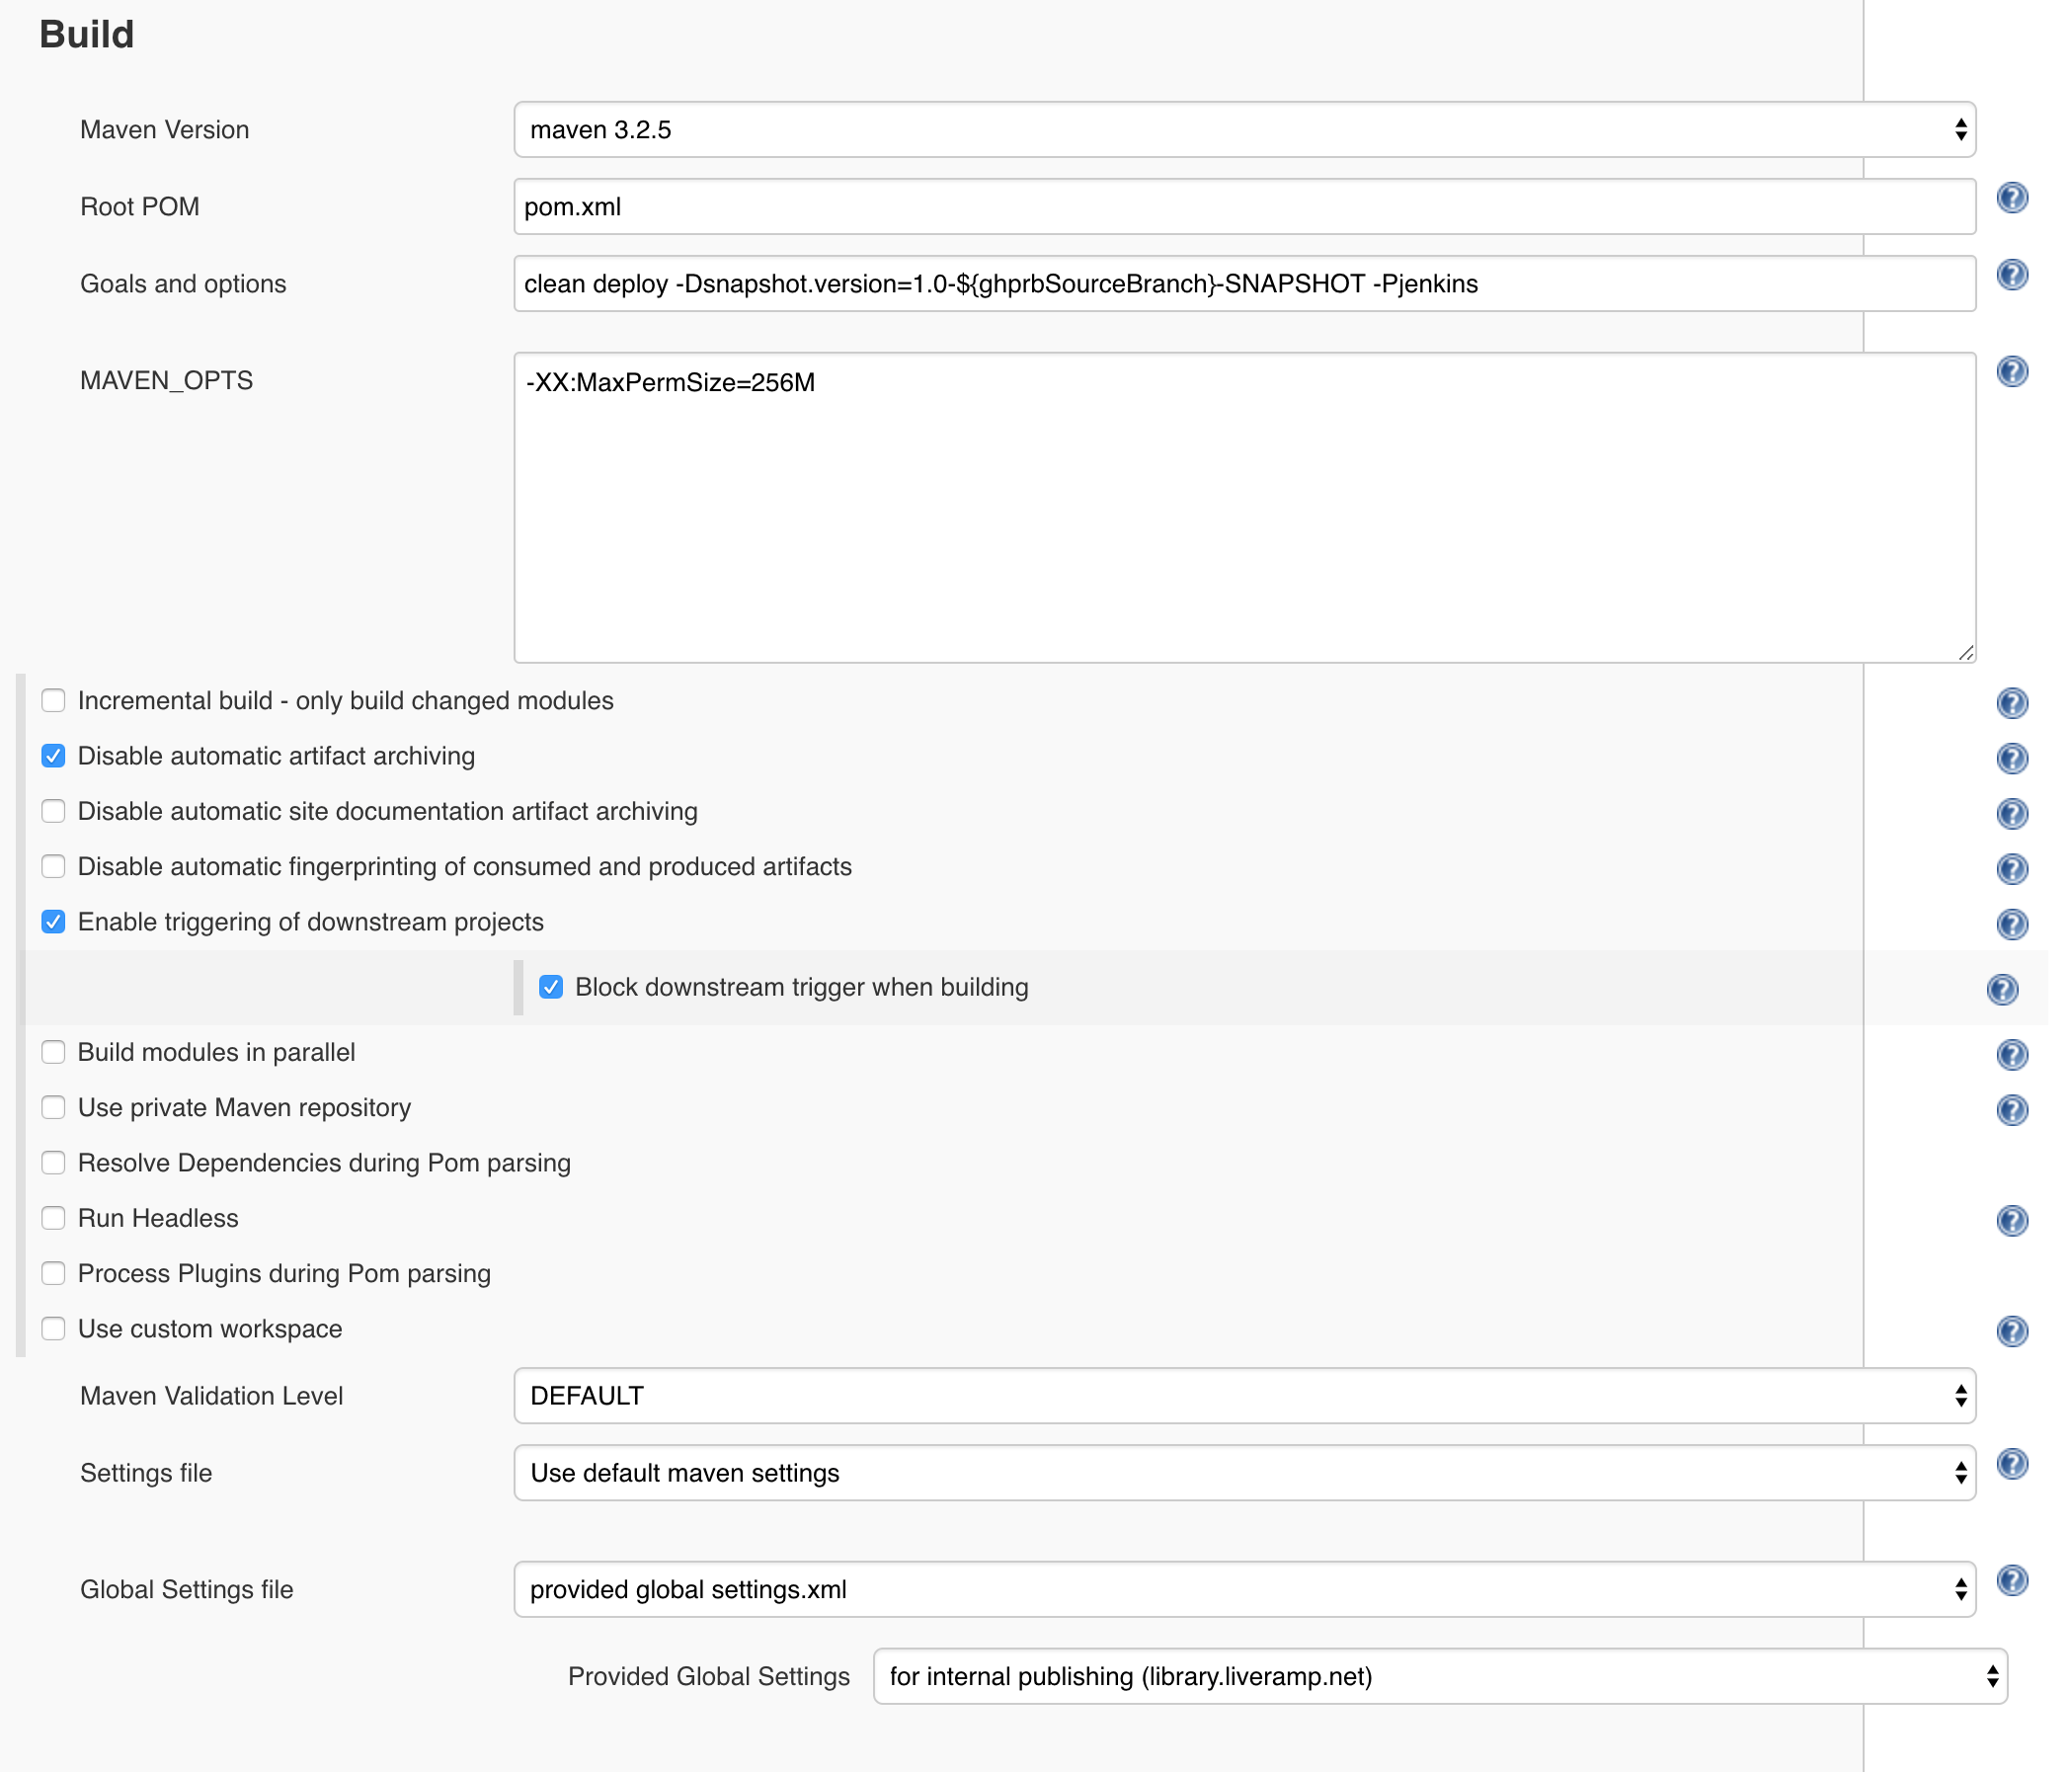 Build
Maven Version maven 3.2.5
Root POM pom.xml
Goals and options clean deploy -Dsnapshot.version=1.0-${ghprbSourceBranch}-SNAPSHOT -Pjenkins
MAVEN_OPTS -XX:MaxPermSize=256M
Incremental build - only build changed modules
Disable automatic artifact archiving
Disable automatic site documentation artifact archiving
Disable automatic fingerprinting of consumed and produced artifacts
Enable triggering of downstream projects
Block downstream trigger when building
Build modules in parallel
Use private Maven repository
Resolve Dependencies during Pom parsing
Run Headless
Process Plugins during Pom parsing
Use custom workspace
Maven Validation Level DEFAULT
Settings file Use default maven settings
Global Settings file provided global settings.xml
Provided Global Settings for internal publishing (library.liveramp.net)